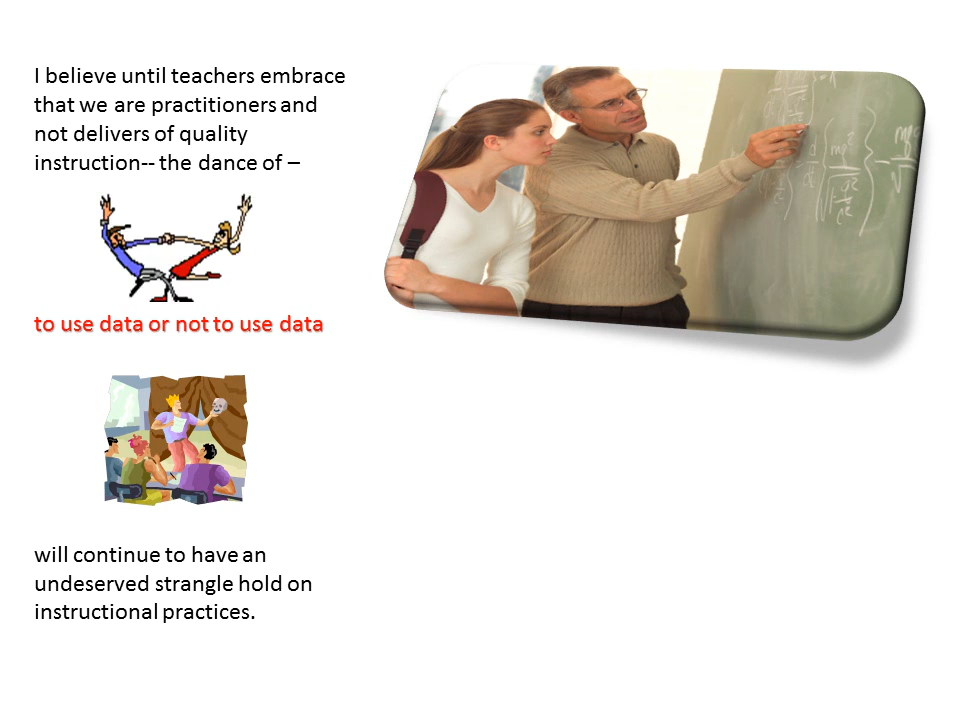 I believe until teachers embrace
that we are practitioners and
not delivers of quality
instruction-- the dance of –
to use data or not to use data
will continue to have an
undeserved strangle hold on
instructional practices.